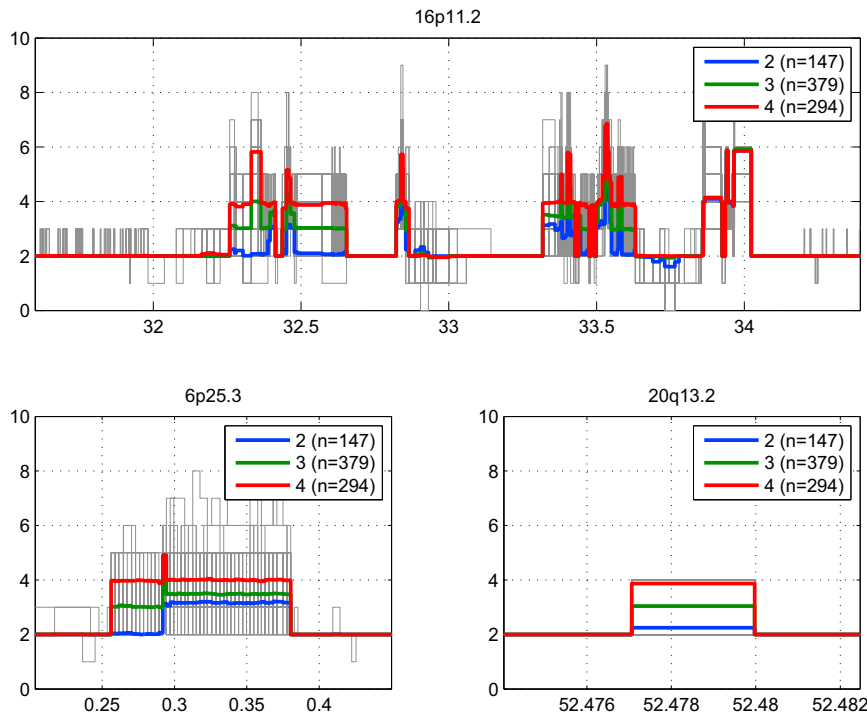 16p11.2
10
8
6
4
2
0
2 (n=147)
3 (n=379)
4 (n=294)
32
32.5
33
33.5
34
6p25.3
10
8
6
4
2
0
2 (n=147)
3 (n=379)
4 (n=294)
0.25
0.3
0.35
0.4
20q13.2
10
8
6
4
2
0
2 (n=147)
3 (n=379)
4 (n=294)
52.476
52.478
52.48
52.482